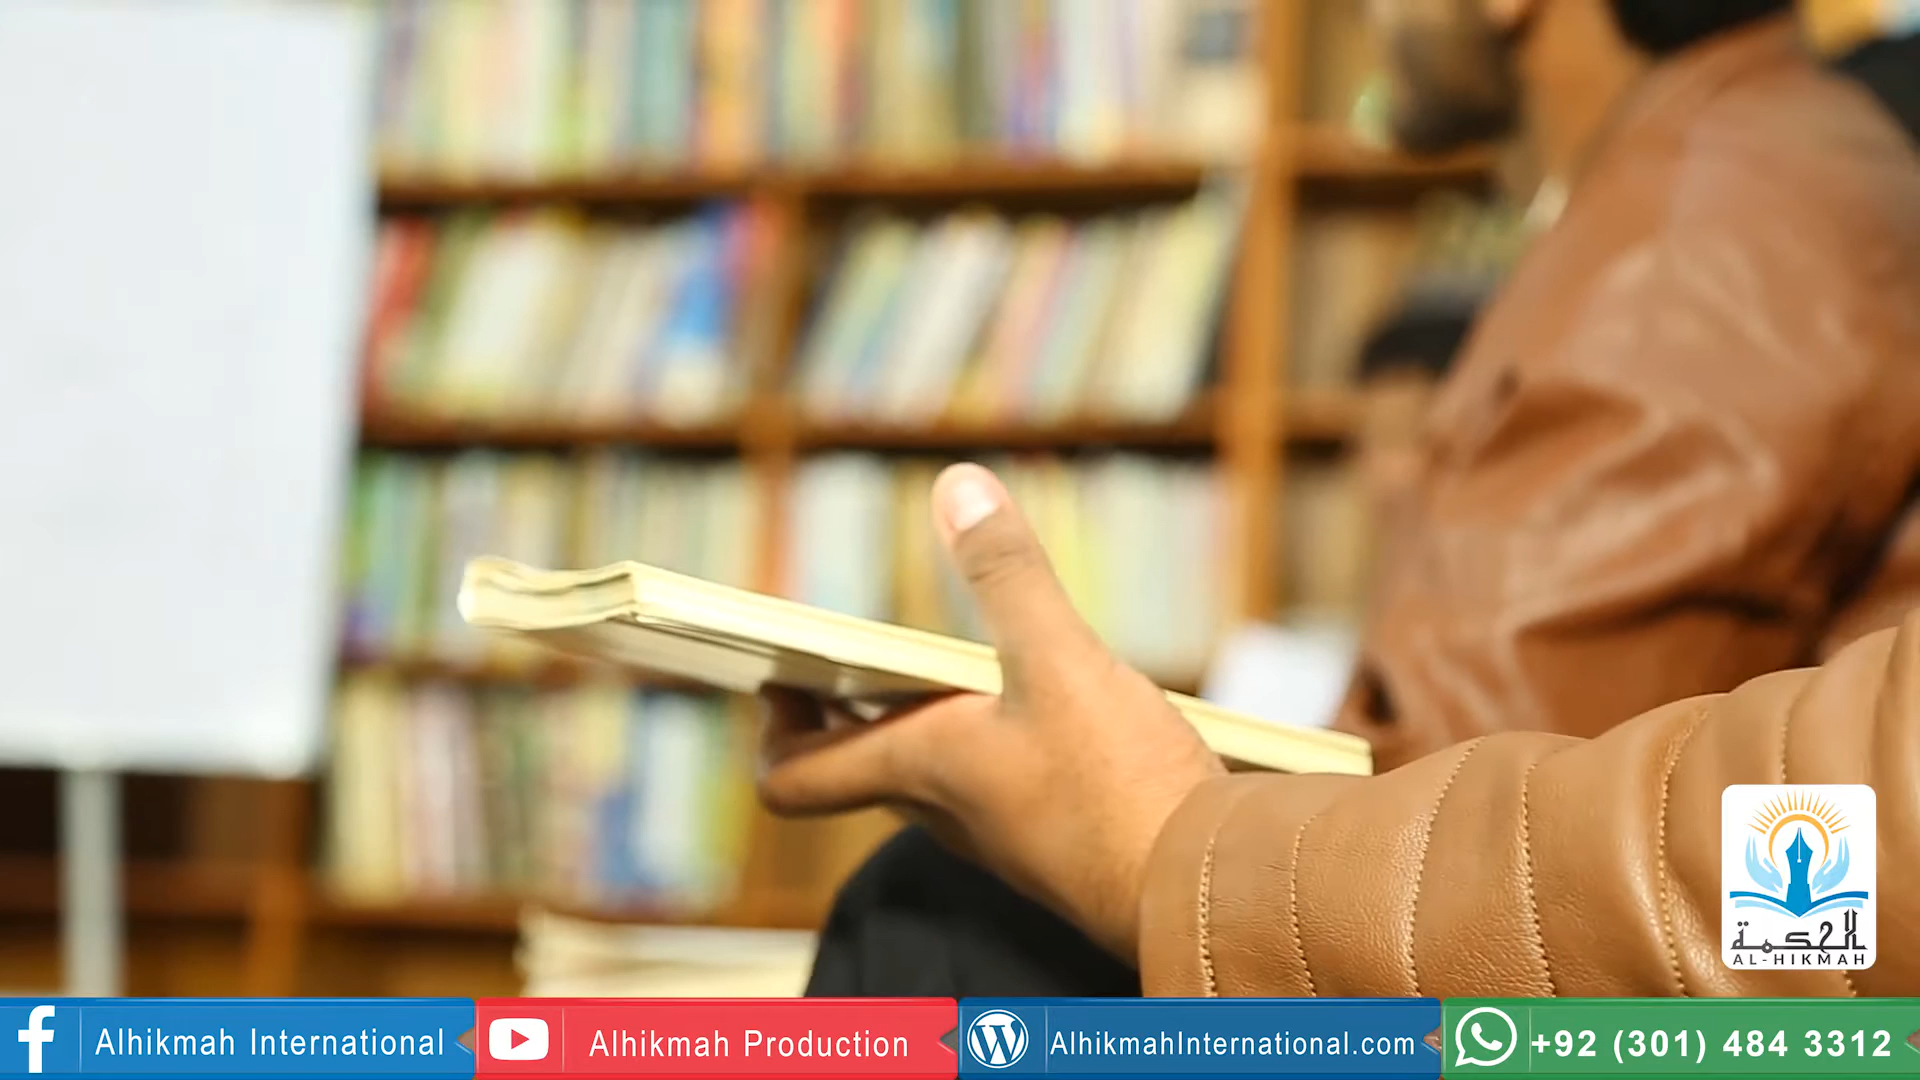 الحكمة
AL-HIKMAH
Alhikmah International
Alhikmah Production
AlhikmahInternational.com
+92 (301) 484 3312